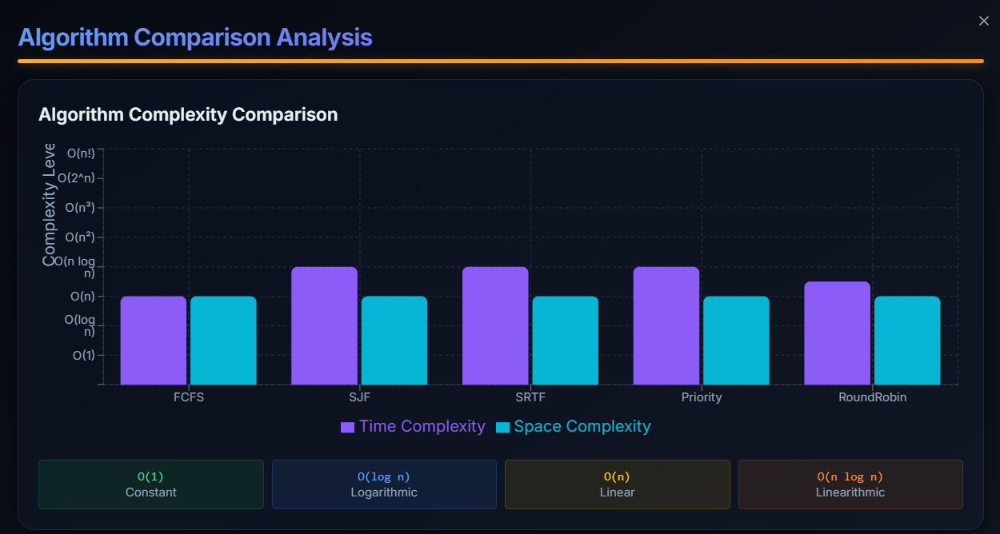 Algorithm Comparison Analysis
Algorithm Complexity Comparison
Complexity Leve
O(n!)
O(2^n)
O(n³)
O(n²)
O(n log
n)
O(n)
O(log
n)
O(1)
FCFS
SJF
SRTF
Priority
RoundRobin
Time Complexity
Space Complexity
O(1)
Constant
O(log n)
Logarithmic
O(n)
Linear
O(n log n)
Linearithmic